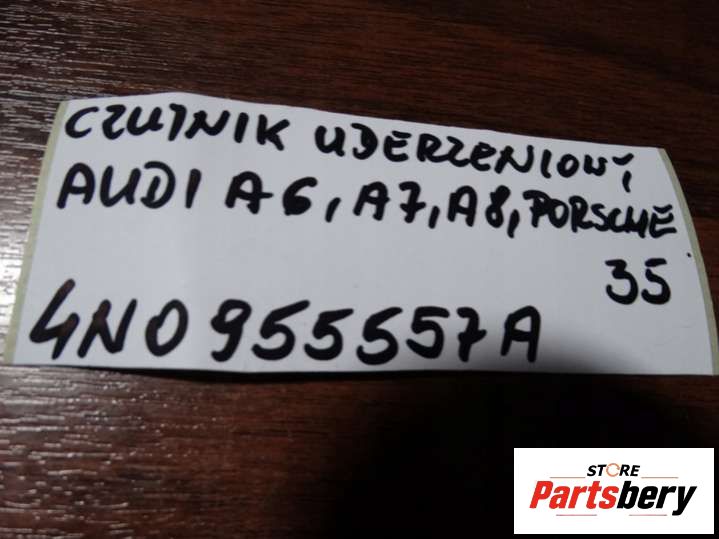 CZUJNIK UDERZENIOWY
AUDI A6, A7, A8, PORSCHE
35
4N0955557A
STORE
Partsbery